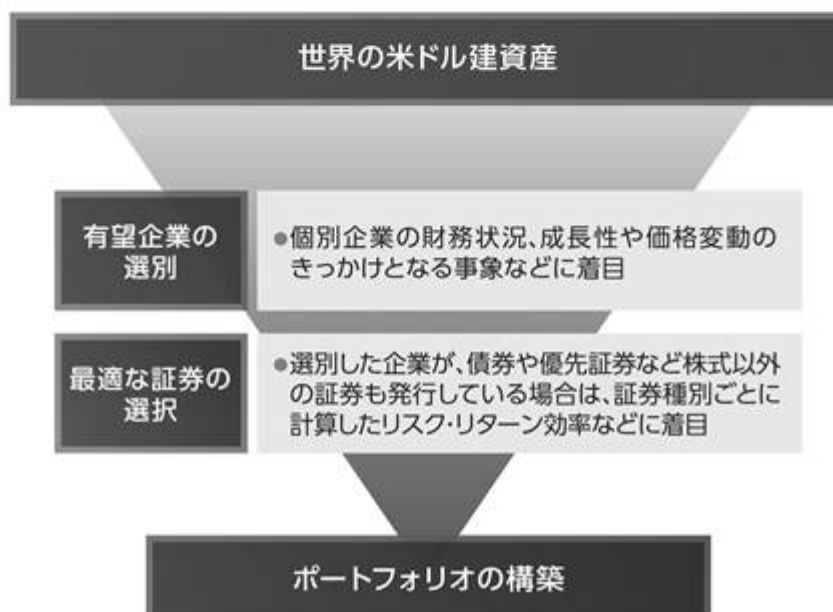 世界の米ドル建資産
有望企業の
選別
●個別企業の財務状況、成長性や価格変動の
きっかけとなる事象などに着目
最適な証券の
選択
●選別した企業が、債券や優先証券など株式以外
の証券も発行している場合は、証券種別ごとに
計算したリスク・リターン効率などに着目
ポートフォリオの構築